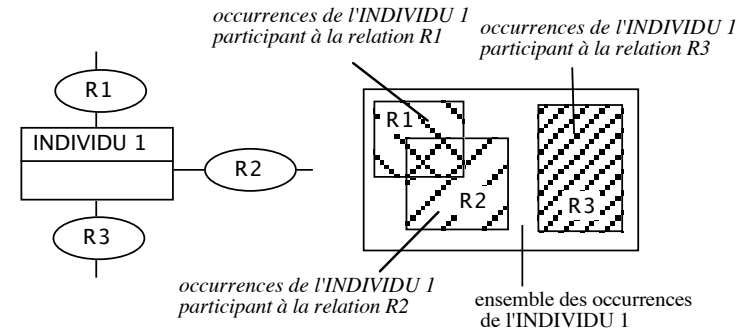 occurrences de l'INDIVIDU 1
participant à la relation R1
occurrences de l'INDIVIDU 1
participant à la relation R3
R1
INDIVIDU 1
R2
R3
R1
R2
R3
occurrences de l'INDIVIDU 1
participant à la relation R2
ensemble des occurrences
de l'INDIVIDU 1